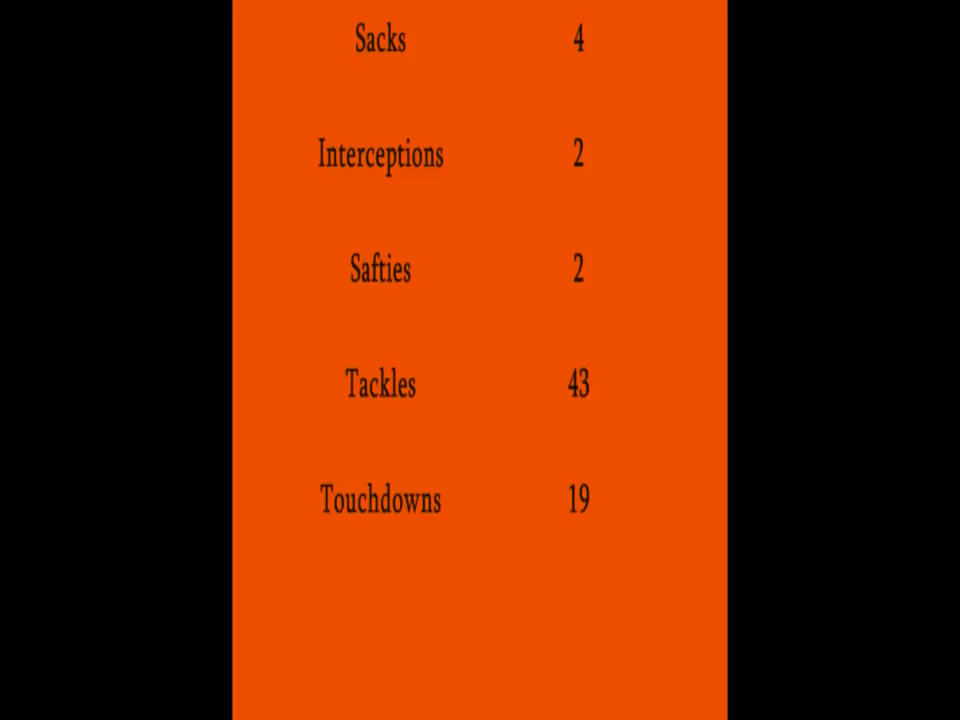 Sacks 4
Interceptions 2
Safties 2
Tackles 43
Touchdowns 19